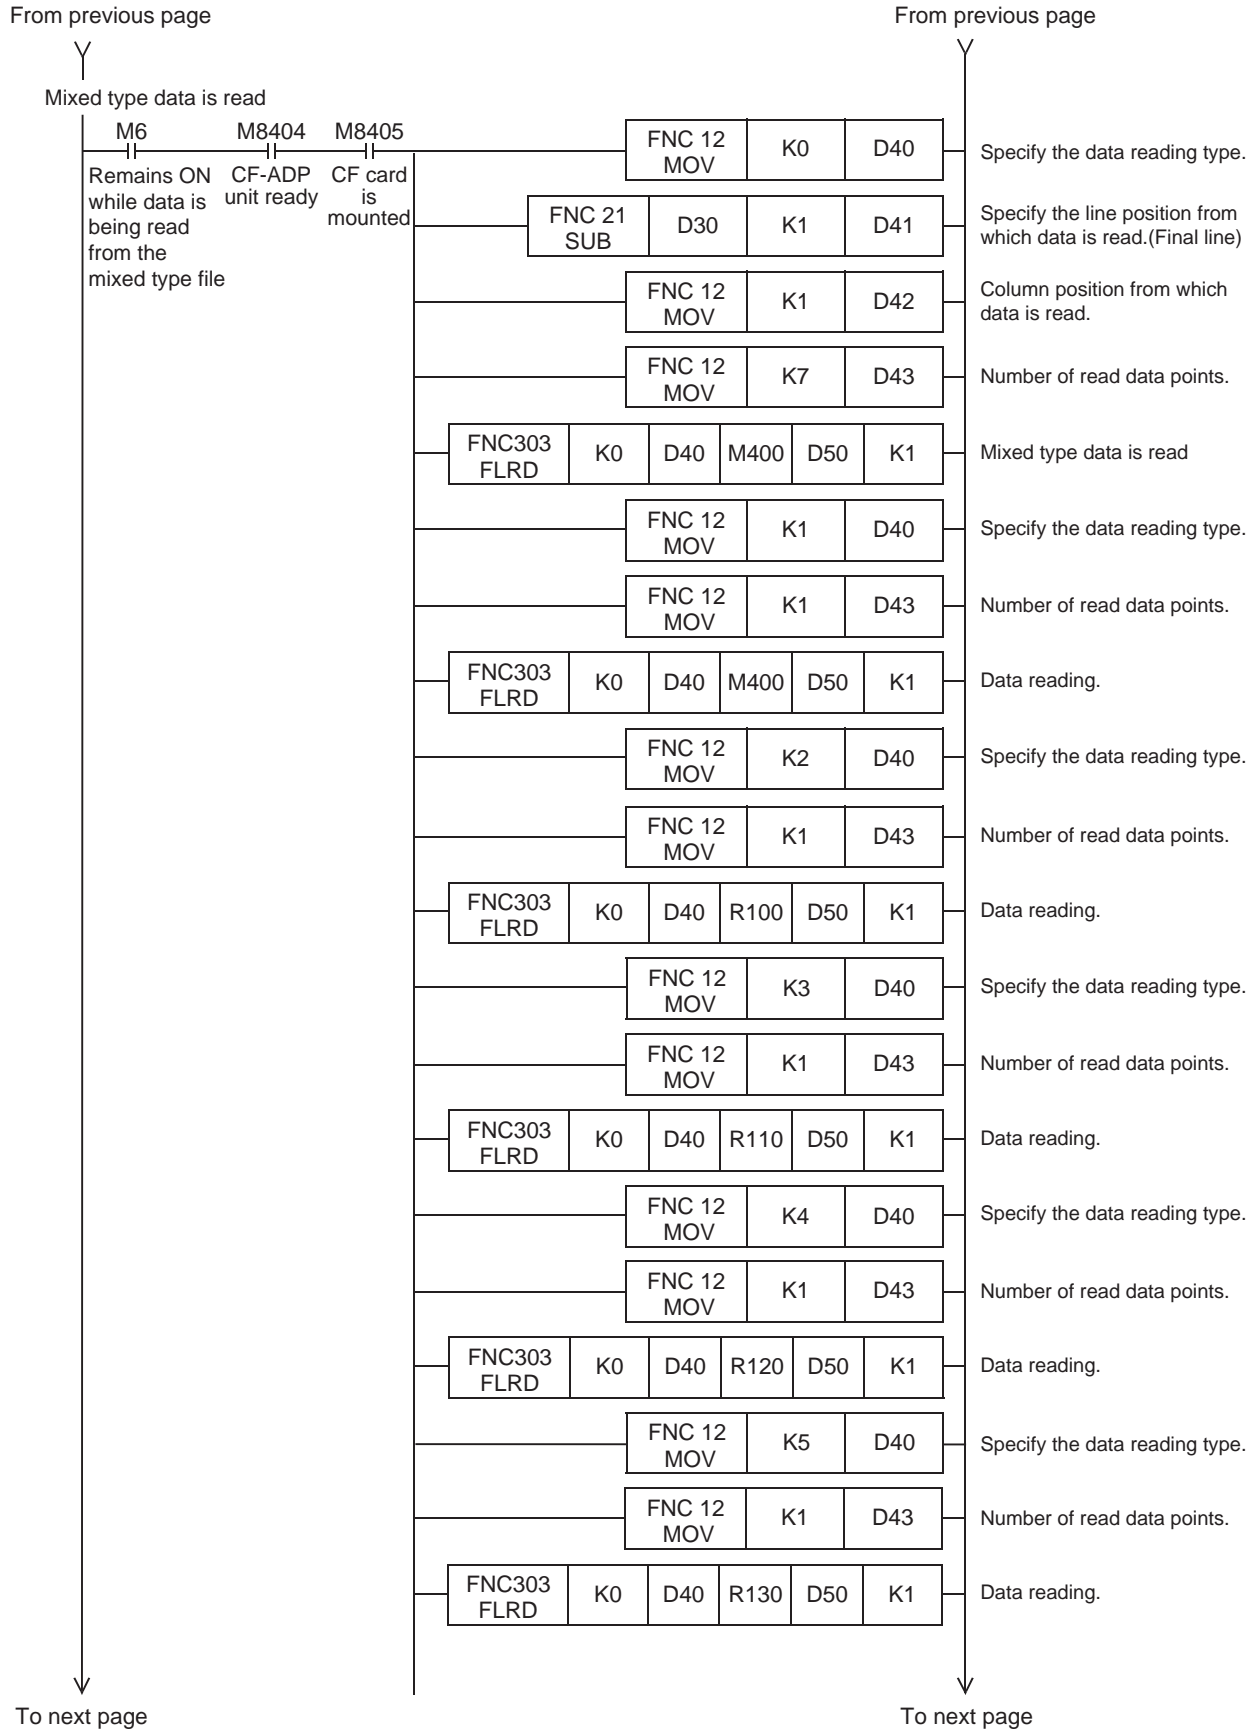 From previous page
From previous page
Mixed type data is read
M6
M8404
M8405
Remains ON
while data is
being read
from the
mixed type file
CF-ADP
unit ready
CF card
is
mounted
FNC 12
MOV
K0
D40
Specify the data reading type.
FNC 21
SUB
D30
K1
D41
Specify the line position from
which data is read.(Final line)
FNC 12
MOV
K1
D42
Column position from which
data is read.
FNC 12
MOV
K7
D43
Number of read data points.
FNC303
FLRD
K0
D40
M400
D50
K1
Mixed type data is read
FNC 12
MOV
K1
D40
Specify the data reading type.
FNC 12
MOV
K1
D43
Number of read data points.
FNC303
FLRD
K0
D40
M400
D50
K1
Data reading.
FNC 12
MOV
K2
D40
Specify the data reading type.
FNC 12
MOV
K1
D43
Number of read data points.
FNC303
FLRD
K0
D40
R100
D50
K1
Data reading.
FNC 12
MOV
K3
D40
Specify the data reading type.
FNC 12
MOV
K1
D43
Number of read data points.
FNC303
FLRD
K0
D40
R110
D50
K1
Data reading.
FNC 12
MOV
K4
D40
Specify the data reading type.
FNC 12
MOV
K1
D43
Number of read data points.
FNC303
FLRD
K0
D40
R120
D50
K1
Data reading.
FNC 12
MOV
K5
D40
Specify the data reading type.
FNC 12
MOV
K1
D43
Number of read data points.
FNC303
FLRD
K0
D40
R130
D50
K1
Data reading.
To next page
To next page